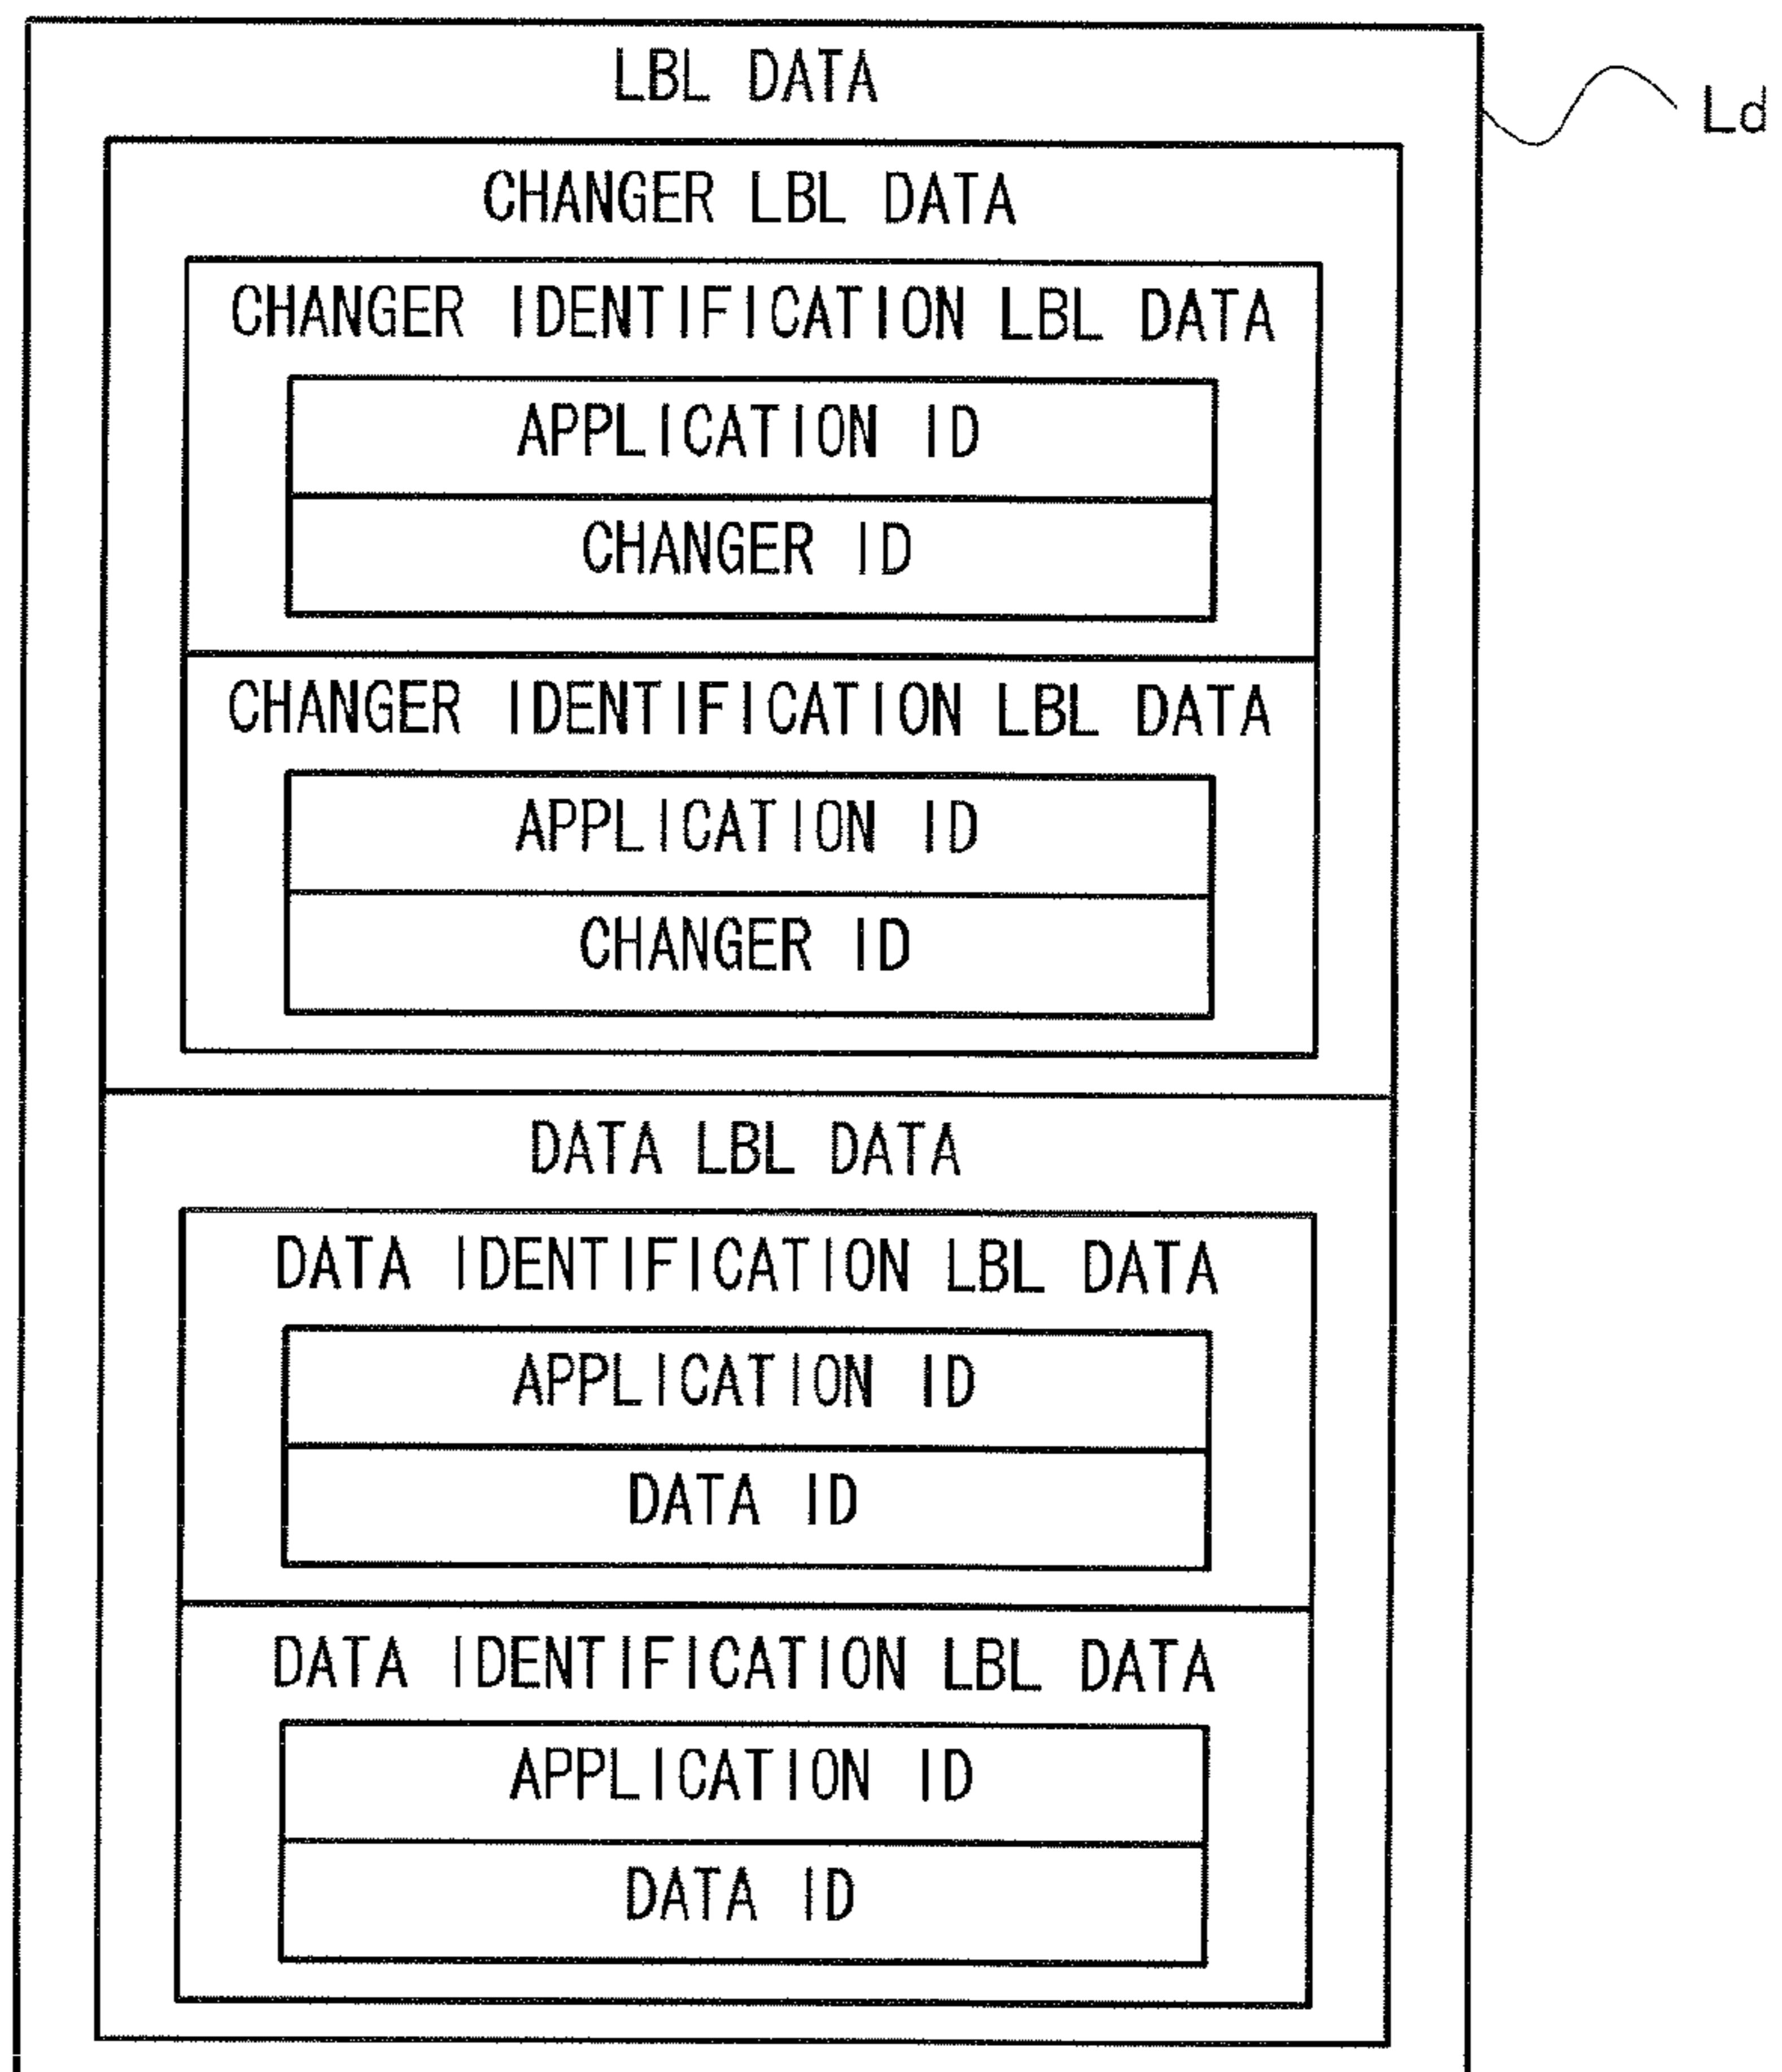 LBL DATA
Ld
CHANGER LBL DATA
CHANGER IDENTIFICATION LBL DATA
APPLICATION ID
CHANGER ID
CHANGER IDENTIFICATION LBL DATA
APPLICATION ID
CHANGER ID
DATA LBL DATA
DATA IDENTIFICATION LBL DATA
APPLICATION ID
DATA ID
DATA IDENTIFICATION LBL DATA
APPLICATION ID
DATA ID